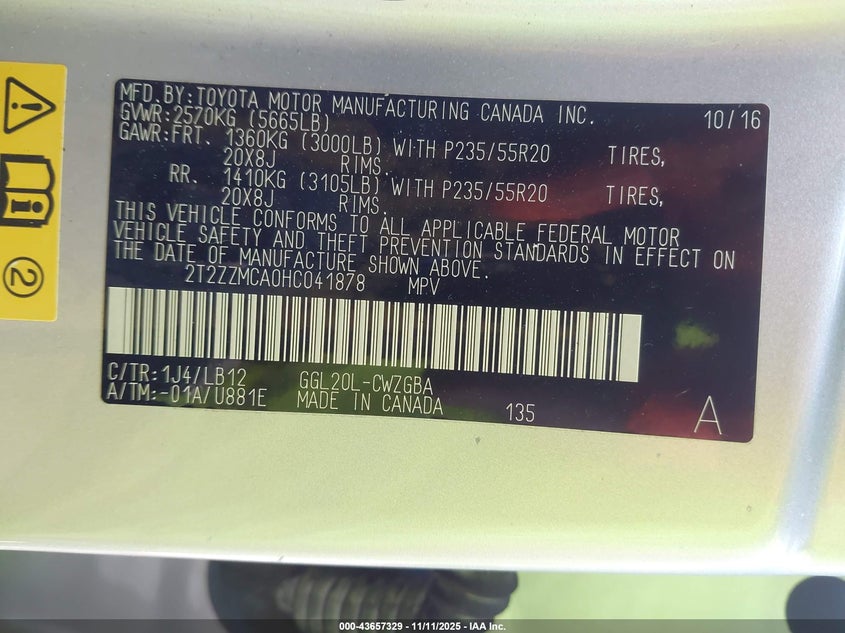 MFD.BY:TOYOTA MOTOR MANUFACTURING CANADA INC. 10/16
GVWR:2570KG (5665LB)
GAWR:FRT. 1360KG (3000LB) WITH P235/55R20 TIRES,
20X8J RIMS.
RR. 1410KG (3105LB) WITH P235/55R20 TIRES,
20X8J RIMS.
THIS VEHICLE CONFORMS TO ALL APPLICABLE FEDERAL MOTOR
VEHICLE SAFETY AND THEFT PREVENTION STANDARDS IN EFFECT ON
THE DATE OF MANUFACTURE SHOWN ABOVE.
2T2ZZMCA0HC041878 MPV
C/TR:1J4/LB12 GGL20L-CWZGBA
A/TM:-01A/U881E MADE IN CANADA 135 A
2
000-43657329 - 11/11/2025 - IAA Inc.